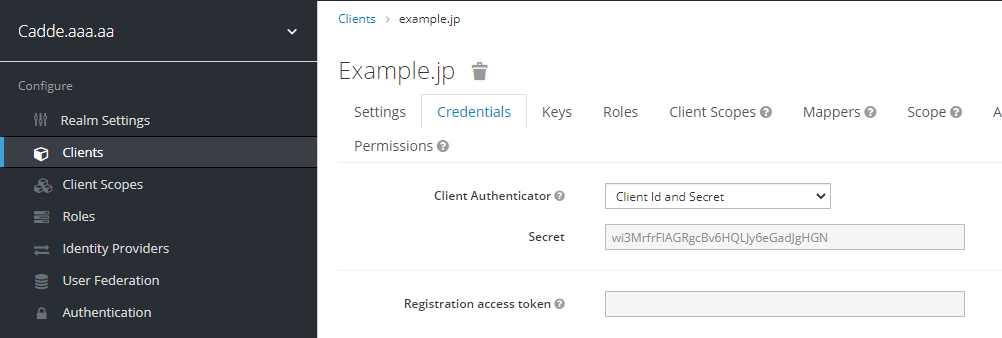 Cadde.aaa.aa
Configure
Realm Settings
Clients
Client Scopes
Roles
Identity Providers
User Federation
Authentication
Clients > example.jp
Example.jp
Settings Credentials Keys Roles Client Scopes Mappers Scope A
Permissions
Client Authenticator Client Id and Secret
Secret wi3MrfrFIAGRgcBv6HQLJy6eGadJgHGN
Registration access token